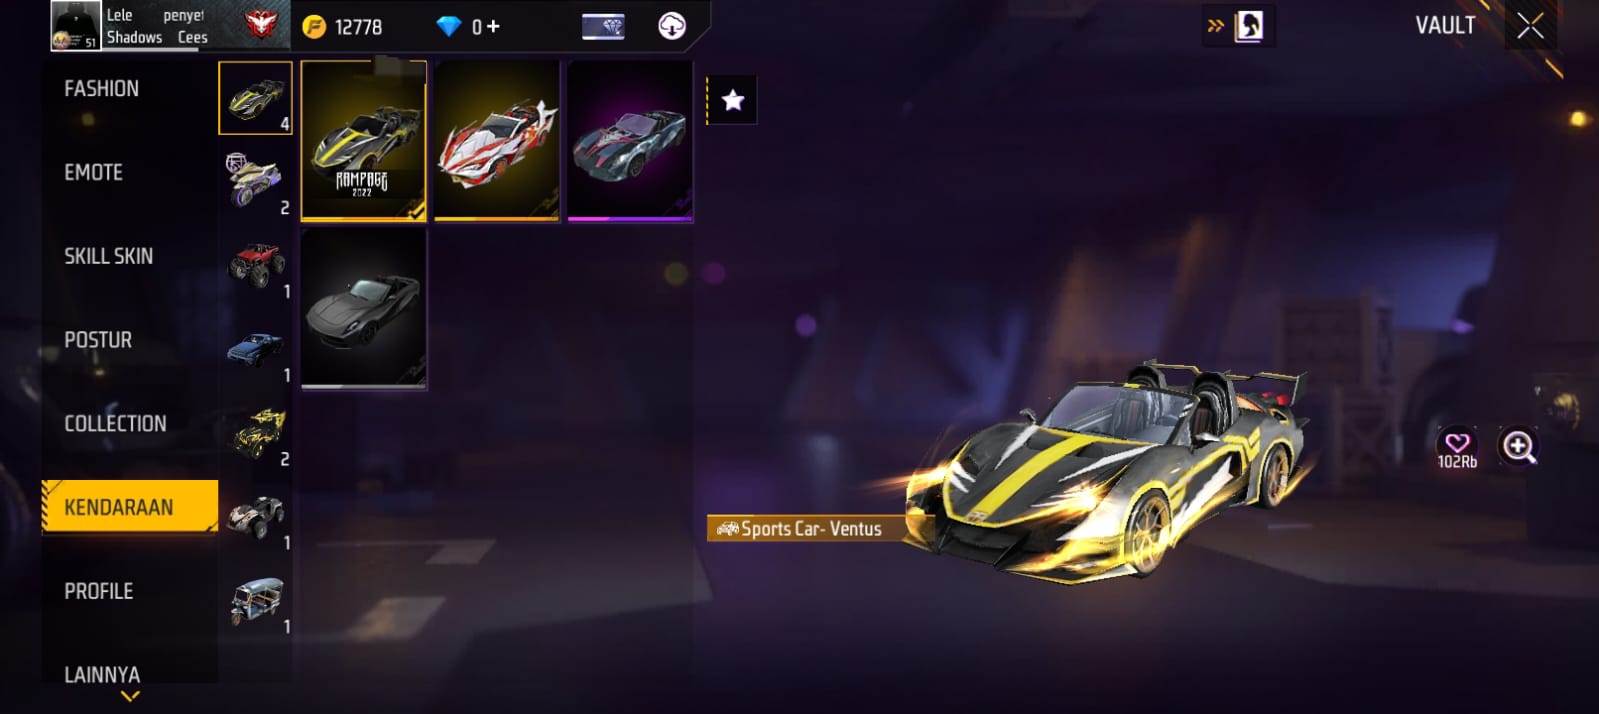 Lele penyet
Shadows Cees
51
12778
0 +
VAULT
FASHION
EMOTE
SKILL SKIN
POSTUR
COLLECTION
KENDARAAN
PROFILE
LAINNYA
4
2
1
1
2
1
1
RAMPAGE
2022
Sports Car- Ventus
102Rb